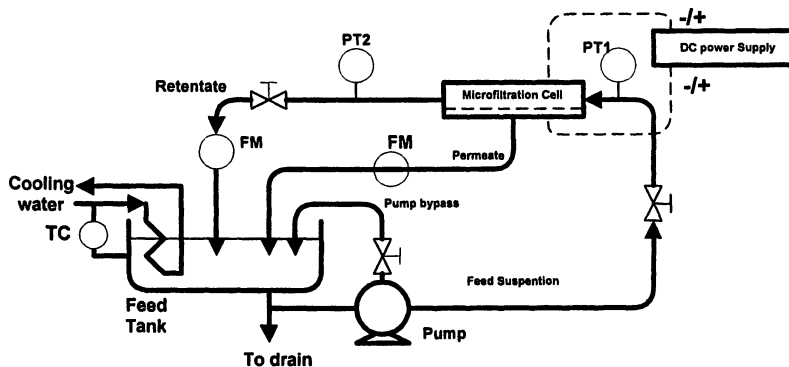 -/+
PT2
PT1
DC power Supply
Retentate
Microfiltration Cell
-/+
FM
FM
Permeate
Cooling
water
Pump bypass
TC
Feed Suspention
Feed
Tank
Pump
To drain